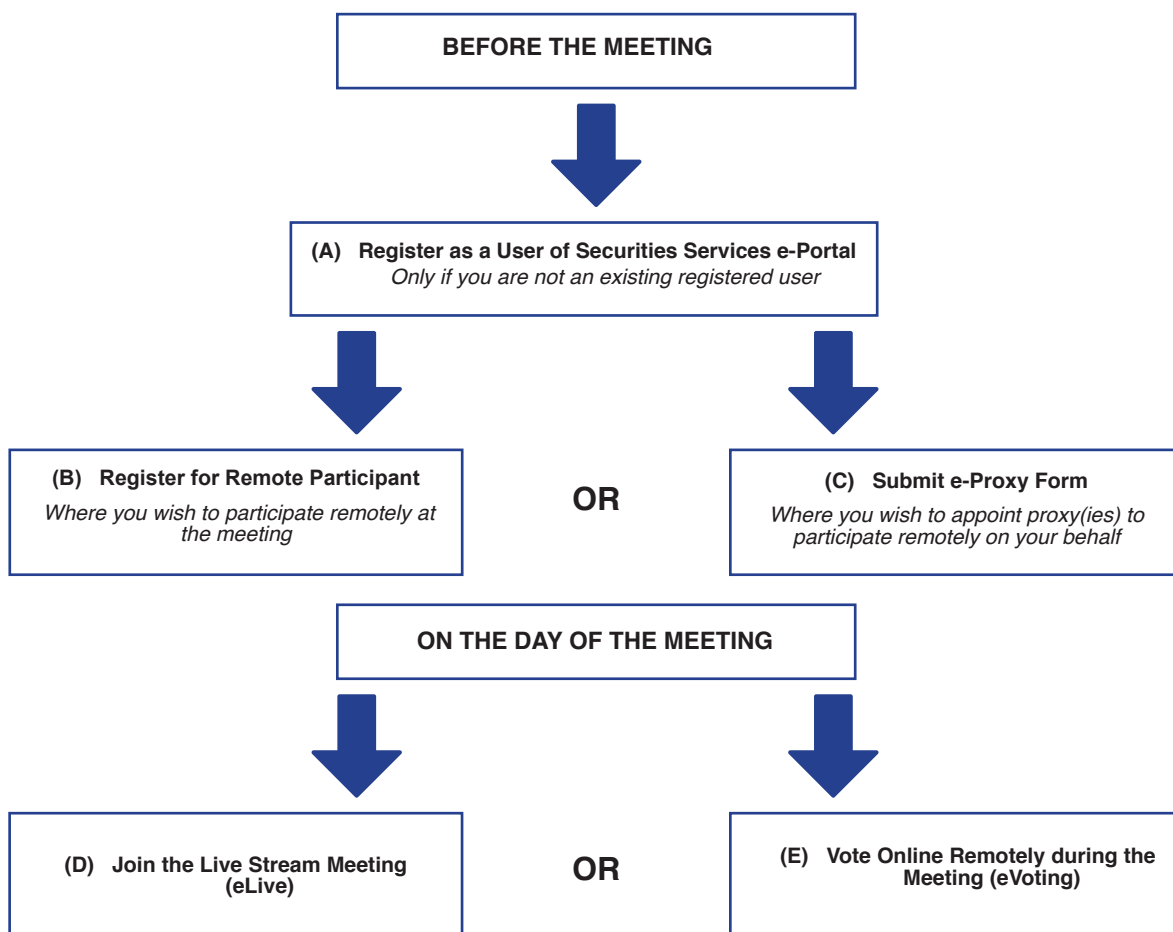 BEFORE THE MEETING
(A) Register as a User of Securities Services e-Portal
Only if you are not an existing registered user
(B) Register for Remote Participant
Where you wish to participate remotely at
the meeting
OR
(C) Submit e-Proxy Form
Where you wish to appoint proxy(ies) to
participate remotely on your behalf
ON THE DAY OF THE MEETING
(D) Join the Live Stream Meeting
(eLive)
OR
(E) Vote Online Remotely during the
Meeting (eVoting)